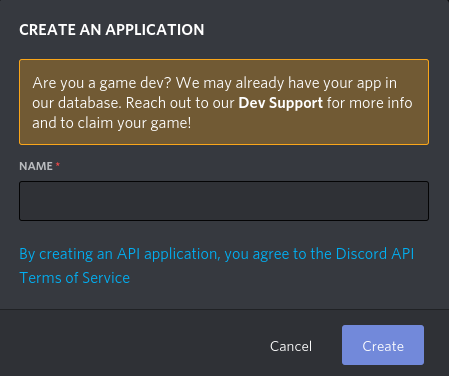 CREATE AN APPLICATION
Are you a game dev? We may already have your app in
our database. Reach out to our Dev Support for more info
and to claim your game!
NAME *
By creating an API application, you agree to the Discord API
Terms of Service
Cancel
Create